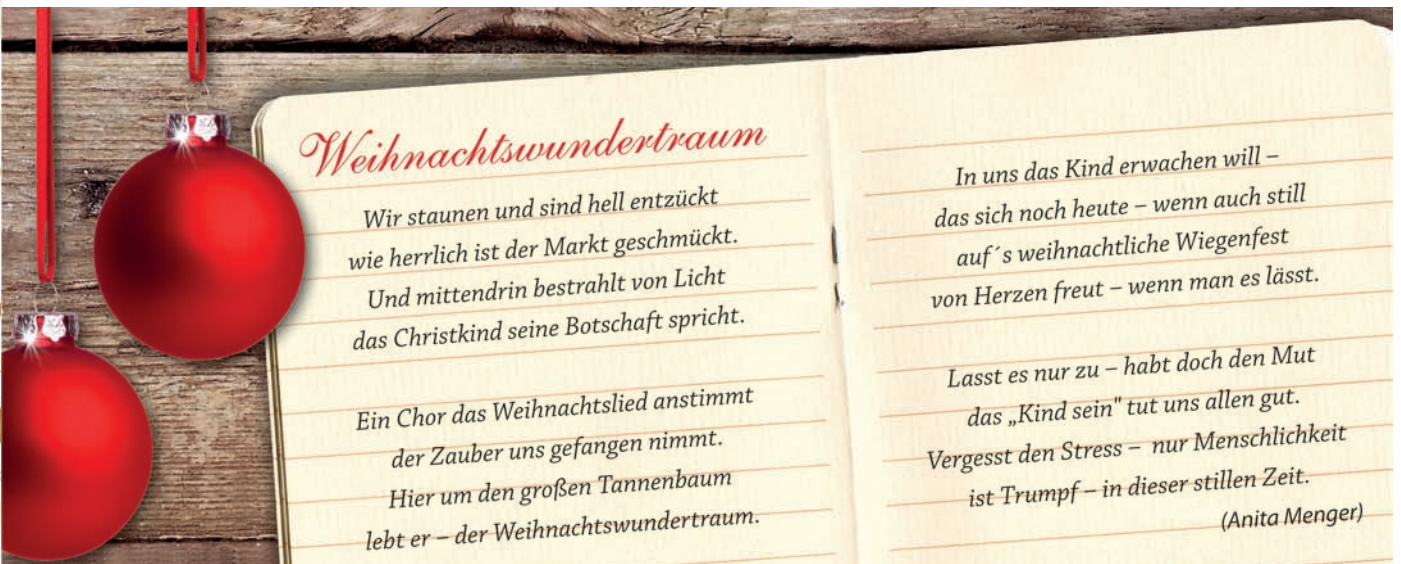 Weihnachtswundertraum
Wir staunen und sind hell entzückt
wie herrlich ist der Markt geschmückt.
Und mittendrin bestrahlt von Licht
das Christkind seine Botschaft spricht.
Ein Chor das Weihnachtslied anstimmt
der Zauber uns gefangen nimmt.
Hier um den großen Tannenbaum
lebt er – der Weihnachtswundertraum.
In uns das Kind erwachen will –
das sich noch heute – wenn auch still
auf´s weihnachtliche Wiegenfest
von Herzen freut – wenn man es lässt.
Lasst es nur zu – habt doch den Mut
das „Kind sein" tut uns allen gut.
Vergesst den Stress – nur Menschlichkeit
ist Trumpf – in dieser stillen Zeit.
(Anita Menger)